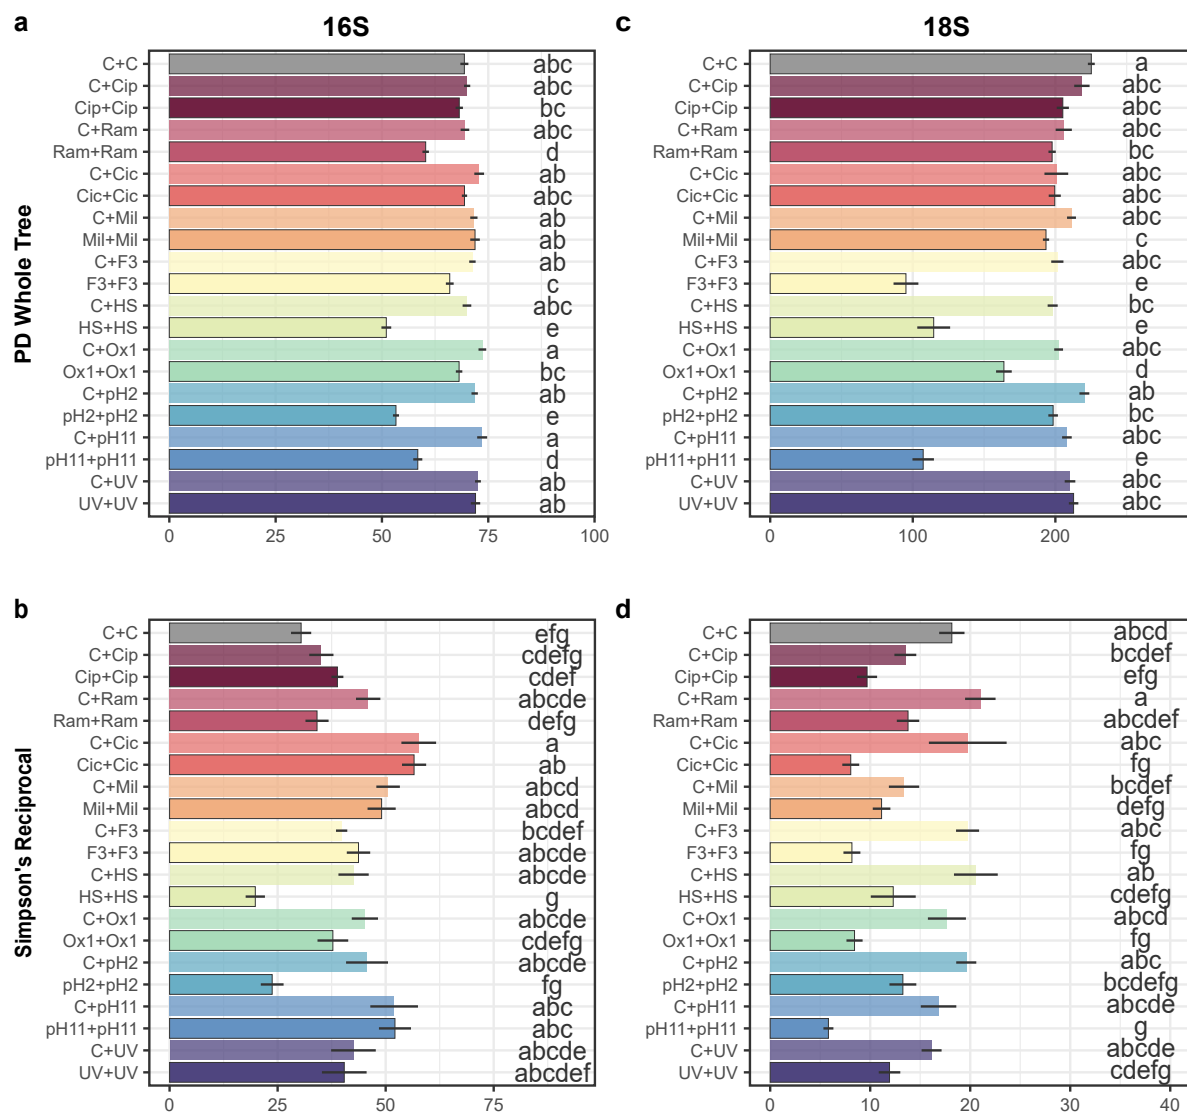 a
16S
PD Whole Tree
C+C abc
C+Cip abc
Cip+Cip bc
C+Ram abc
Ram+Ram d
C+Cic ab
Cic+Cic abc
C+Mil ab
Mil+Mil ab
C+F3 ab
F3+F3 c
C+HS abc
HS+HS e
C+Ox1 a
Ox1+Ox1 bc
C+pH2 ab
pH2+pH2 e
C+pH11 a
pH11+pH11 d
C+UV ab
UV+UV ab
0 25 50 75 100
c
18S
C+C a
C+Cip abc
Cip+Cip abc
C+Ram abc
Ram+Ram bc
C+Cic abc
Cic+Cic abc
C+Mil abc
Mil+Mil c
C+F3 abc
F3+F3 e
C+HS bc
HS+HS e
C+Ox1 abc
Ox1+Ox1 d
C+pH2 ab
pH2+pH2 bc
C+pH11 abc
pH11+pH11 e
C+UV abc
UV+UV abc
0 100 200
b
Simpson's Reciprocal
C+C efg
C+Cip cdefg
Cip+Cip cdef
C+Ram abcde
Ram+Ram defg
C+Cic a
Cic+Cic ab
C+Mil abcd
Mil+Mil abcd
C+F3 bcdef
F3+F3 abcde
C+HS abcde
HS+HS g
C+Ox1 abcde
Ox1+Ox1 cdefg
C+pH2 abcde
pH2+pH2 fg
C+pH11 abc
pH11+pH11 abc
C+UV abcde
UV+UV abcdef
0 25 50 75
d
C+C abcd
C+Cip bcdef
Cip+Cip efg
C+Ram a
Ram+Ram abcdef
C+Cic abc
Cic+Cic fg
C+Mil bcdef
Mil+Mil defg
C+F3 abc
F3+F3 fg
C+HS ab
HS+HS cdefg
C+Ox1 abcd
Ox1+Ox1 fg
C+pH2 abc
pH2+pH2 bcdefg
C+pH11 abcde
pH11+pH11 g
C+UV abcde
UV+UV cdefg
0 10 20 30 40